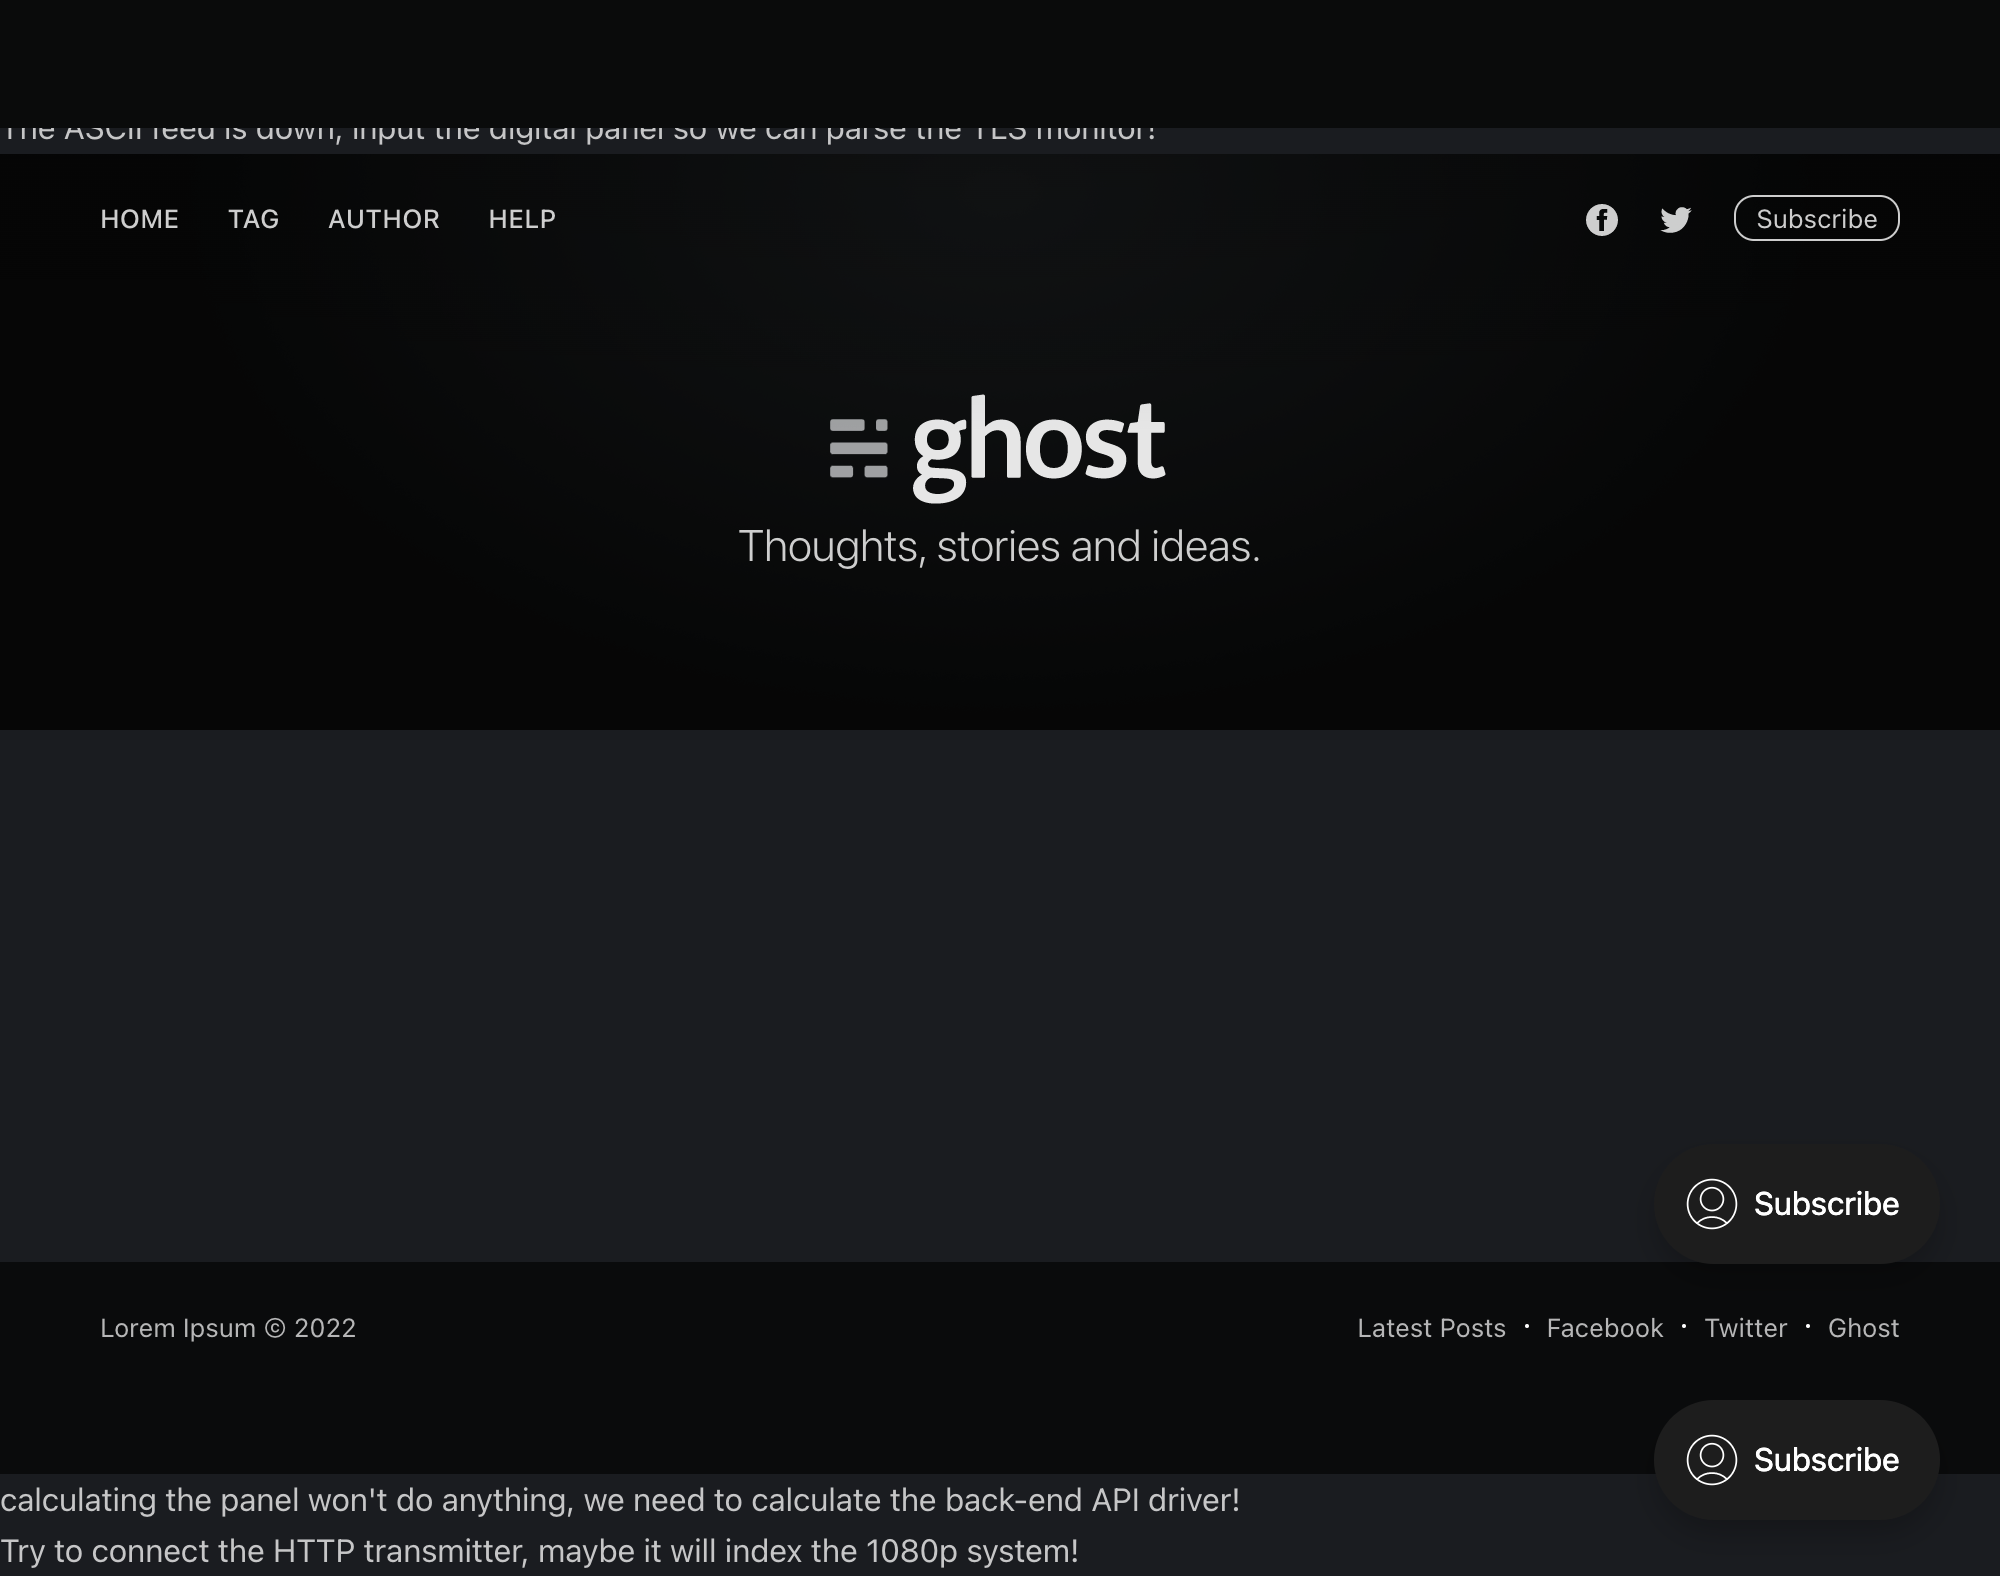 The ASCII feed is down, input the digital panel so we can parse the TLS monitor!
HOME TAG AUTHOR HELP Subscribe
ghost
Thoughts, stories and ideas.
Subscribe
Lorem Ipsum © 2022 Latest Posts • Facebook • Twitter • Ghost
Subscribe
calculating the panel won't do anything, we need to calculate the back-end API driver!
Try to connect the HTTP transmitter, maybe it will index the 1080p system!